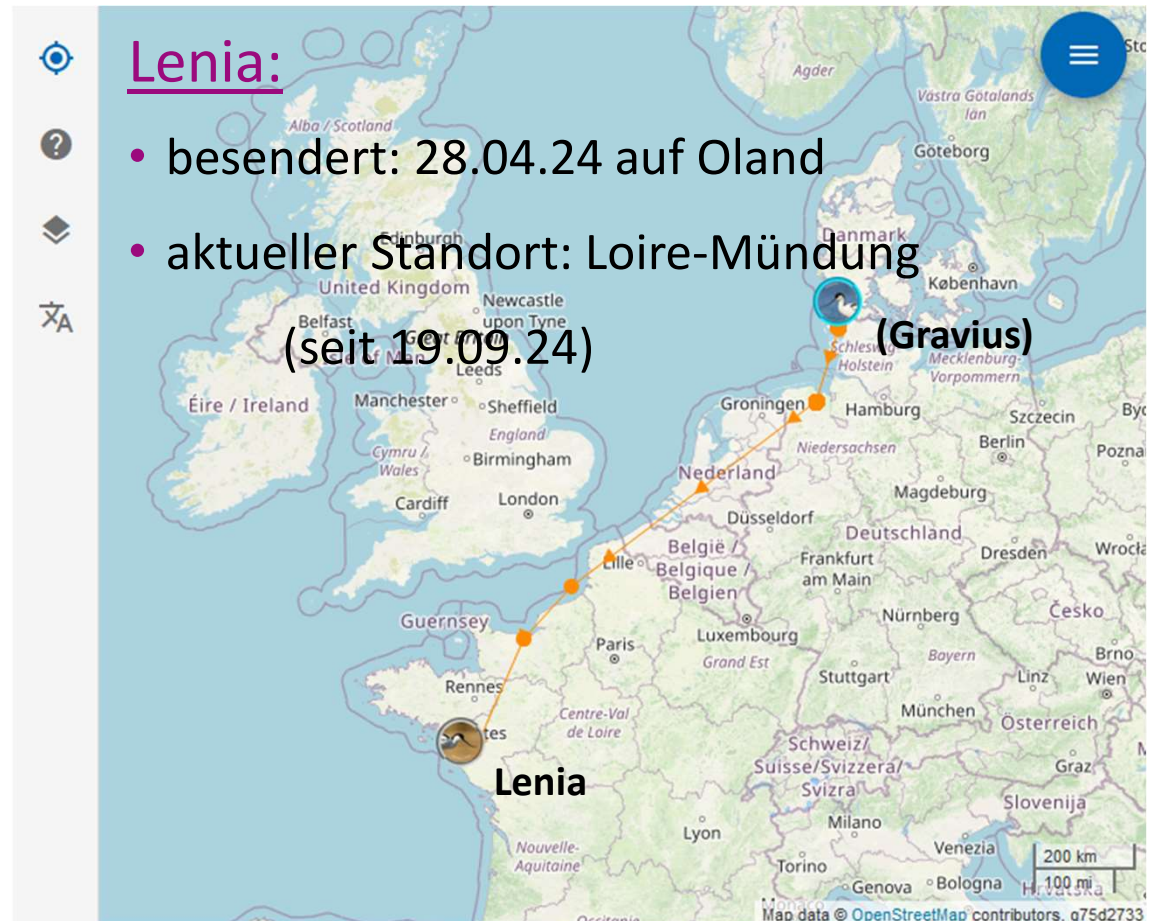 Lenia:
• besendert: 28.04.24 auf Oland
• aktueller Standort: Loire-Mündung
(seit 19.09.24)
(Gravius)
Lenia
Agder
Västra Götalands
län
Göteborg
Alba / Scotland
Edinburgh
Danmark
København
United Kingdom
Newcastle
upon Tyne
Belfast
Great Britain
Leeds
Schleswig-
Holstein
Mecklenburg-
Vorpommern
Éire / Ireland
Manchester
Sheffield
Groningen
Hamburg
Szczecin
England
Berlin
Niedersachsen
Cymru /
Wales
Birmingham
Nederland
Magdeburg
Cardiff
London
Düsseldorf
Deutschland
België /
Belgique /
Belgien
Lille
Frankfurt
am Main
Dresden
Guernsey
Nürnberg
Česko
Paris
Luxembourg
Grand Est
Bayern
Brno
Rennes
Stuttgart
Linz
Wien
München
Centre-Val
de Loire
tes
Österreich
Schweiz/
Suisse/Svizzera/
Svizra
Graz
Slovenija
Lyon
Milano
Nouvelle-
Aquitaine
Venezia
Torino
Genova
Bologna
200 km
100 mi
Hrvatska
Map data © OpenStreetMap contributors, a75d2733